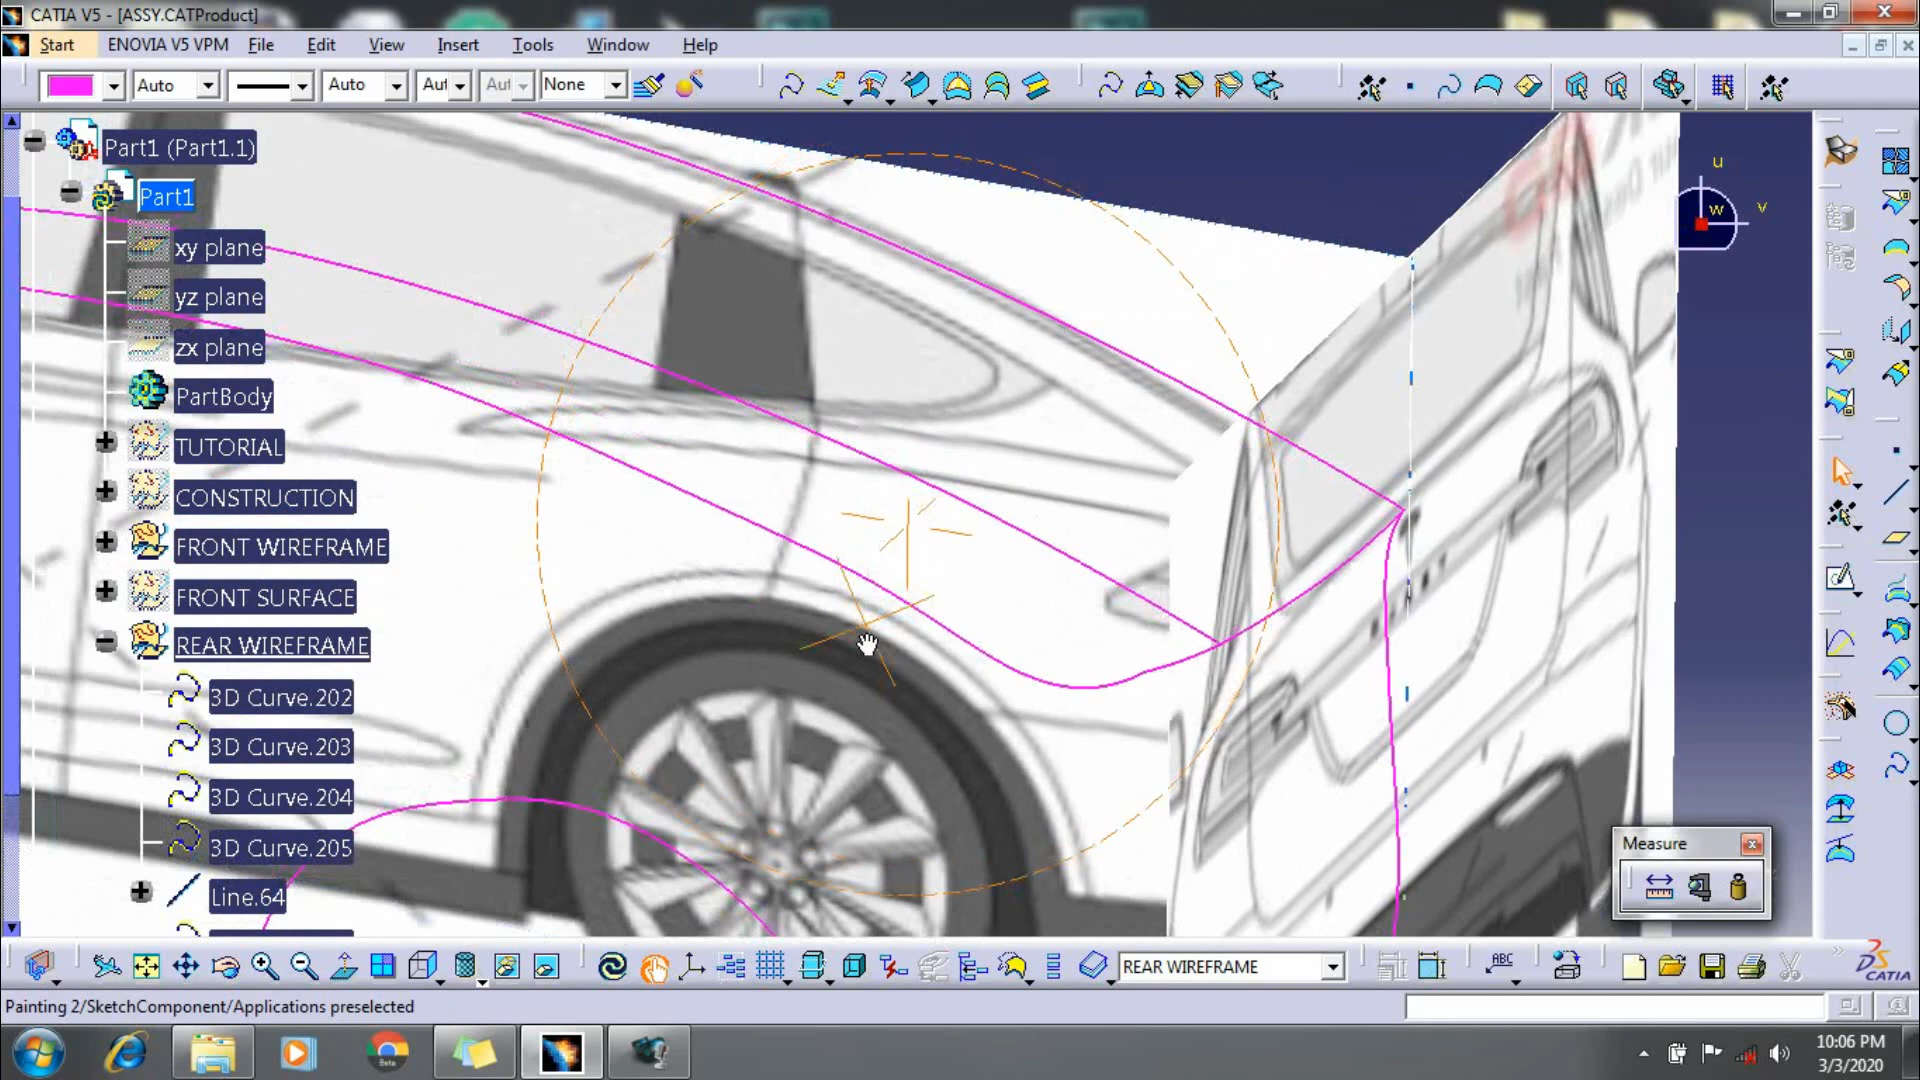 CATIA V5 - [ASSY.CATProduct]
Start ENOVIA V5 VPM File Edit View Insert Tools Window Help
Auto Auto Aut Aut None
Part1 (Part1.1)
Part1
xy plane
yz plane
zx plane
PartBody
TUTORIAL
CONSTRUCTION
FRONT WIREFRAME
FRONT SURFACE
REAR WIREFRAME
3D Curve.202
3D Curve.203
3D Curve.204
3D Curve.205
Line.64
u
v
w
Measure
REAR WIREFRAME
ABC
DS CATIA
Painting 2/SketchComponent/Applications preselected
Beta
10:06 PM
3/3/2020